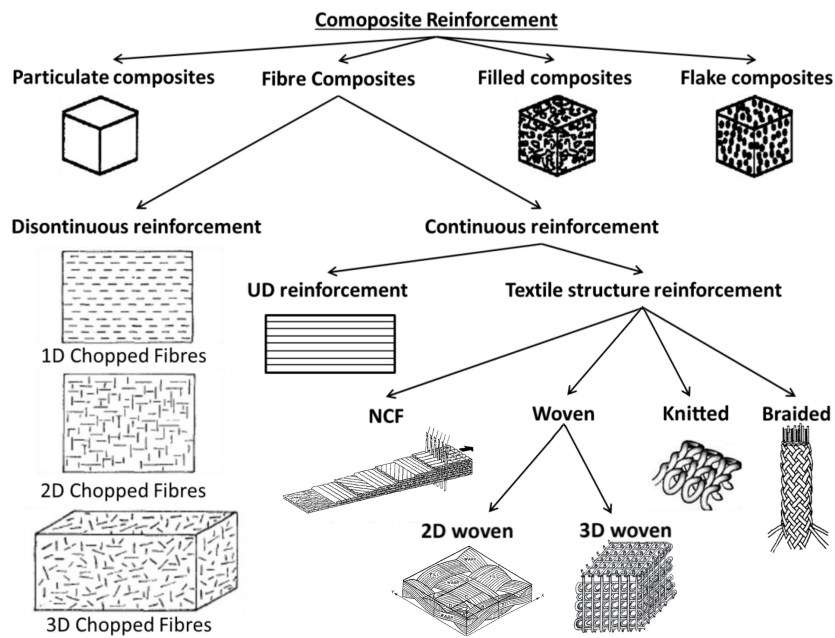 Comoposite Reinforcement
Particulate composites
Fibre Composites
Filled composites
Flake composites
Disontinuous reinforcement
Continuous reinforcement
UD reinforcement
Textile structure reinforcement
1D Chopped Fibres
NCF
Woven
Knitted
Braided
2D Chopped Fibres
2D woven
3D woven
3D Chopped Fibres